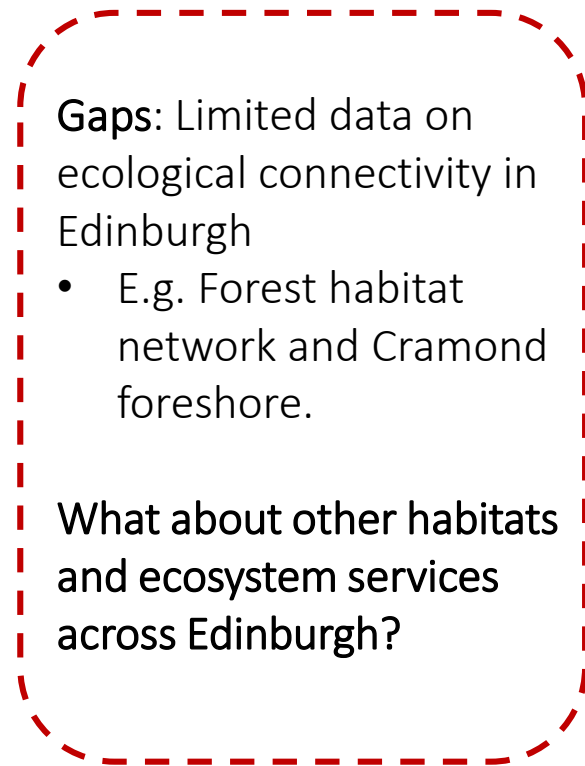 Gaps: Limited data on
ecological connectivity in
Edinburgh
• E.g. Forest habitat
network and Cramond
foreshore.
What about other habitats
and ecosystem services
across Edinburgh?